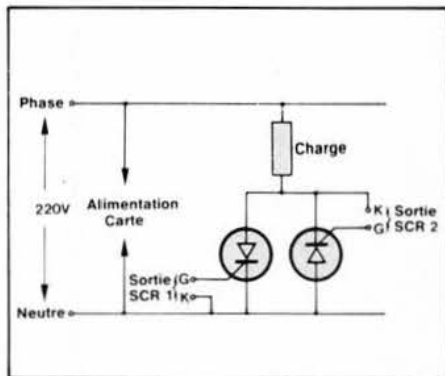 Phase
Charge
220V
Alimentation
Carte
K
Sortie
G
SCR 2
Sortie
G
SCR 1
K
Neutre